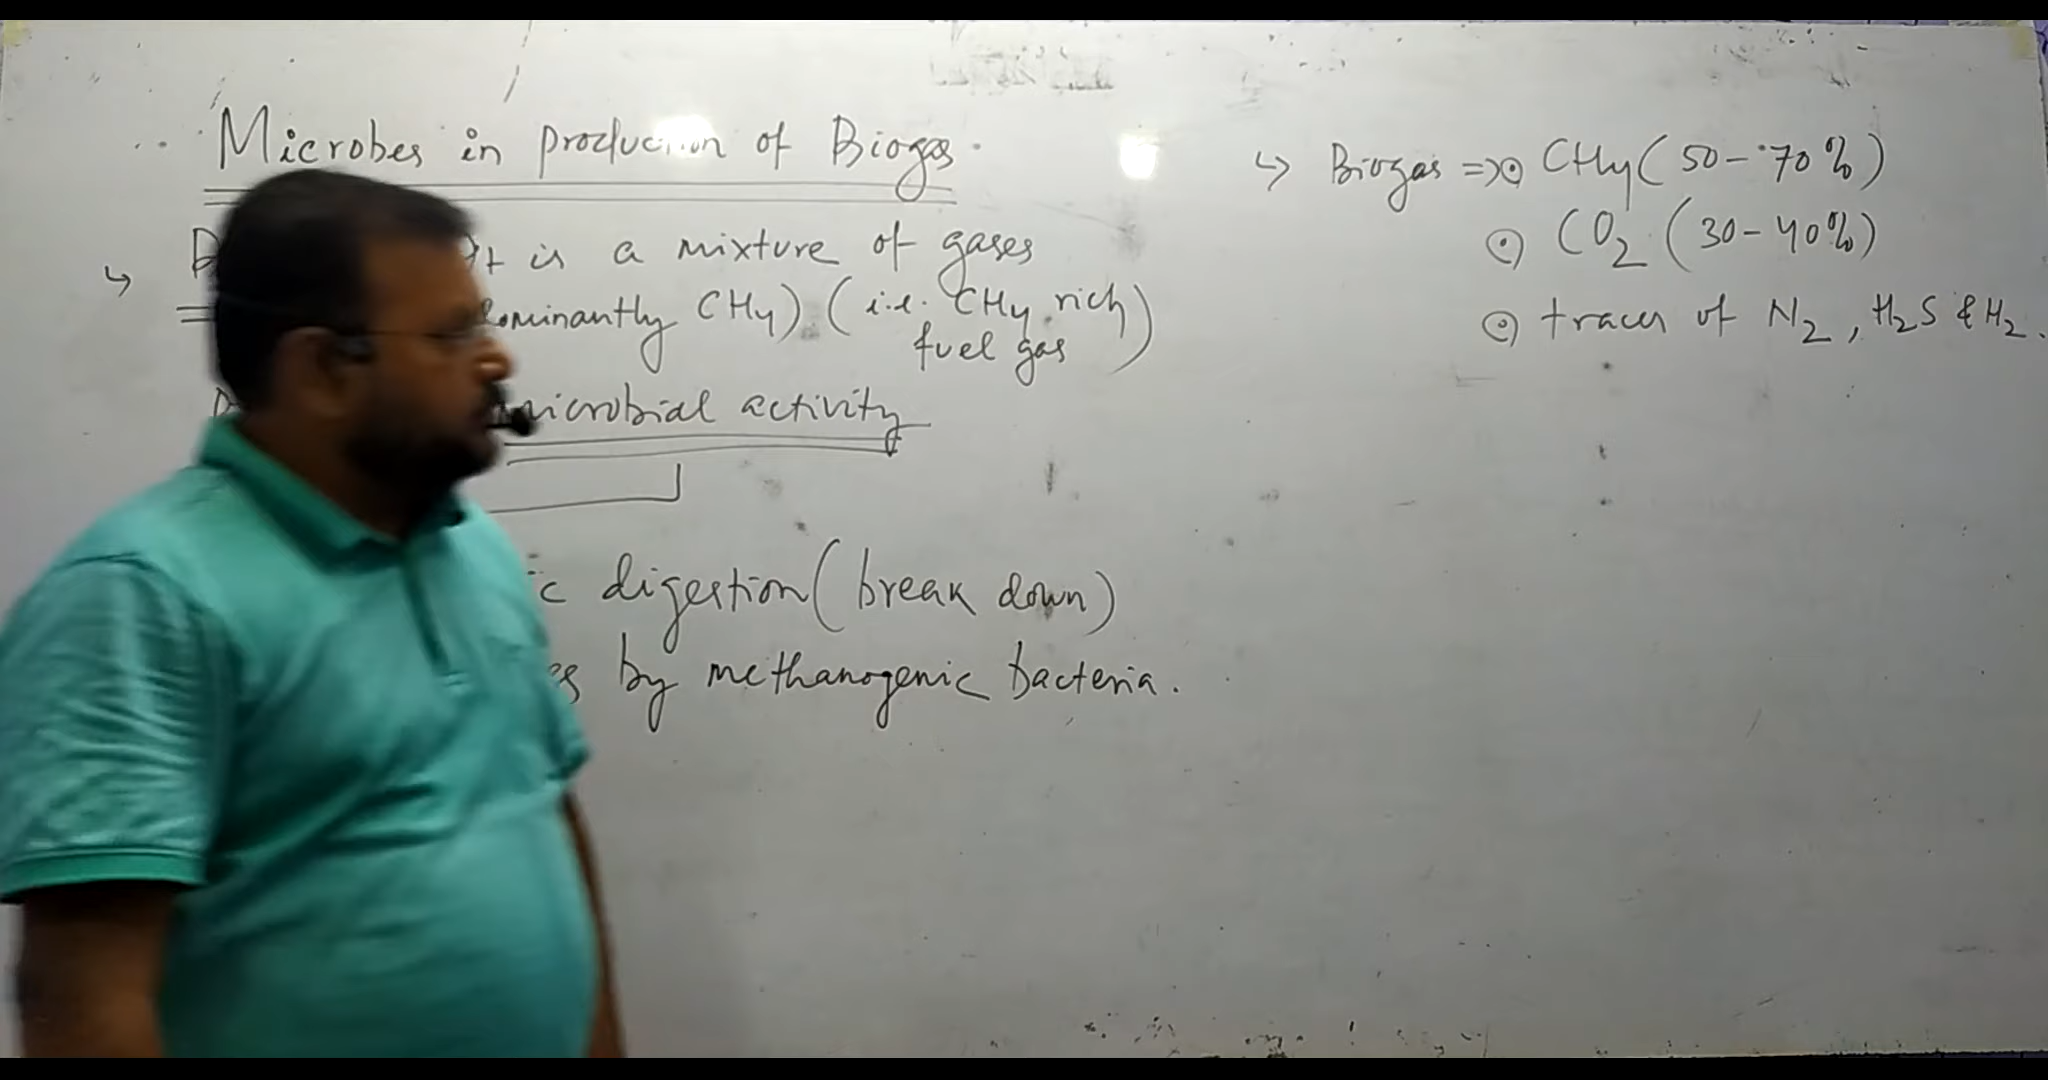 Microbes in production of Biogas.
↳ It is a mixture of gases
CH4) (i.e. CH4 rich
fuel gas)
microbial activity
digestion (break down)
by methanogenic bacteria.
↳ Biogas ⇒ ⊙ CH4 (50-70%)
⊙ CO2 (30-40%)
⊙ traces of N2, H2S & H2.